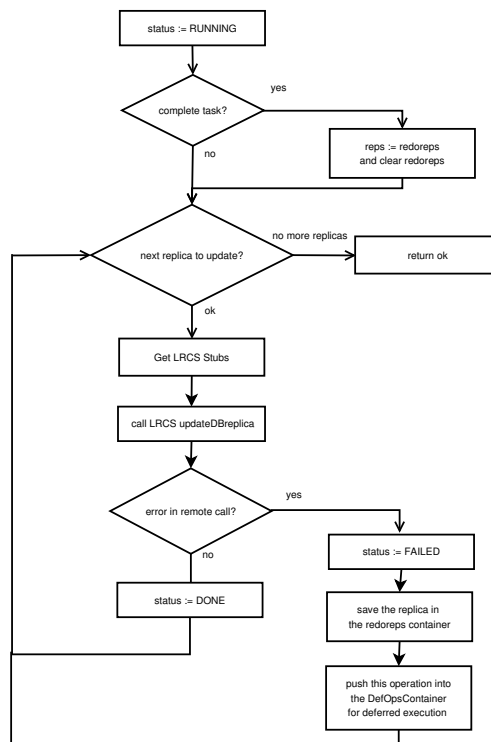 status := RUNNING
yes
complete task?
reps := redoreps
and clear redoreps
no
no more replicas
next replica to update?
return ok
ok
Get LRCS Stubs
call LRCS updateDBreplica
yes
error in remote call?
no
status := FAILED
status := DONE
save the replica in
the redoreps container
push this operation into
the DefOpsContainer
for deferred execution